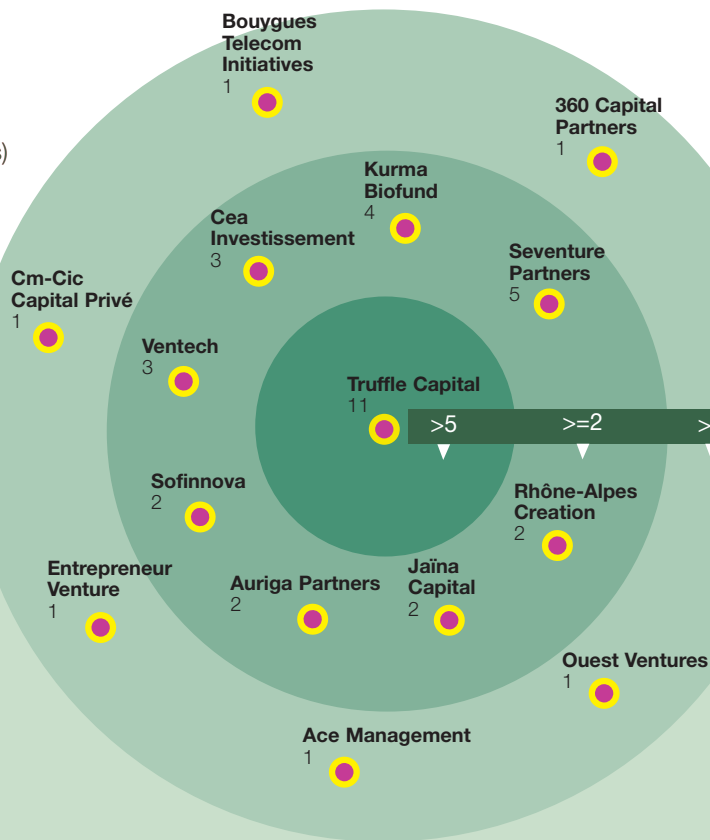 Bouygues
Telecom
Initiatives
1
360 Capital
Partners
1
s)
Kurma
Biofund
4
Cea
Investissement
3
Seventure
Partners
5
Cm-Cic
Capital Privé
1
Ventech
3
Truffle Capital
11
>5
>=2
>
Sofinnova
2
Rhône-Alpes
Creation
2
Entrepreneur
Venture
1
Auriga Partners
2
Jaïna
Capital
2
Ouest Ventures
1
Ace Management
1